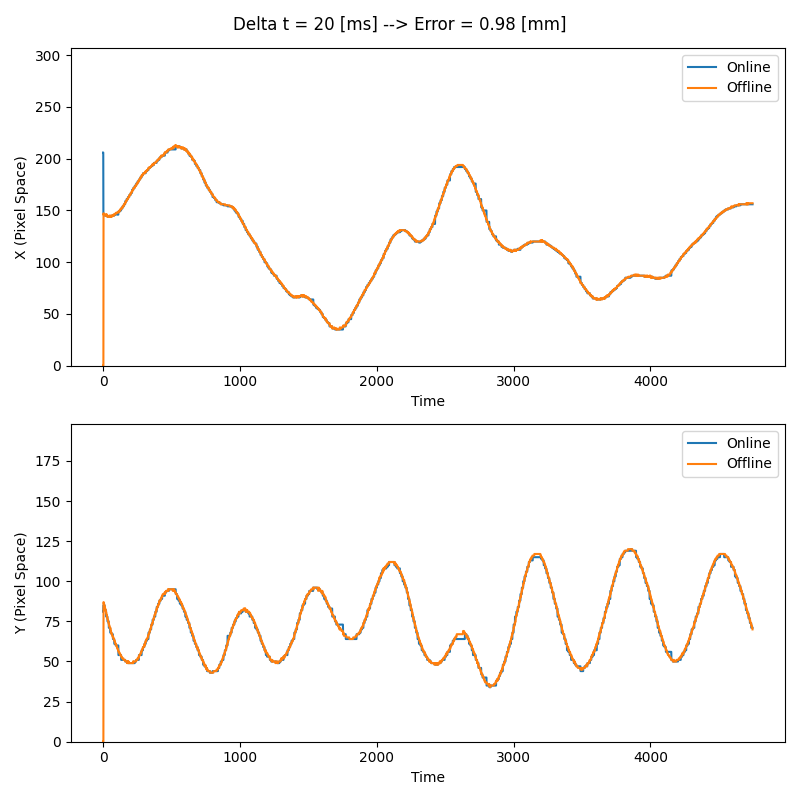 Delta t = 20 [ms] --> Error = 0.98 [mm]
300
250
200
150
100
50
0
X (Pixel Space)
Online
Offline
0 1000 2000 3000 4000
Time
175
150
125
100
75
50
25
0
Y (Pixel Space)
Online
Offline
0 1000 2000 3000 4000
Time